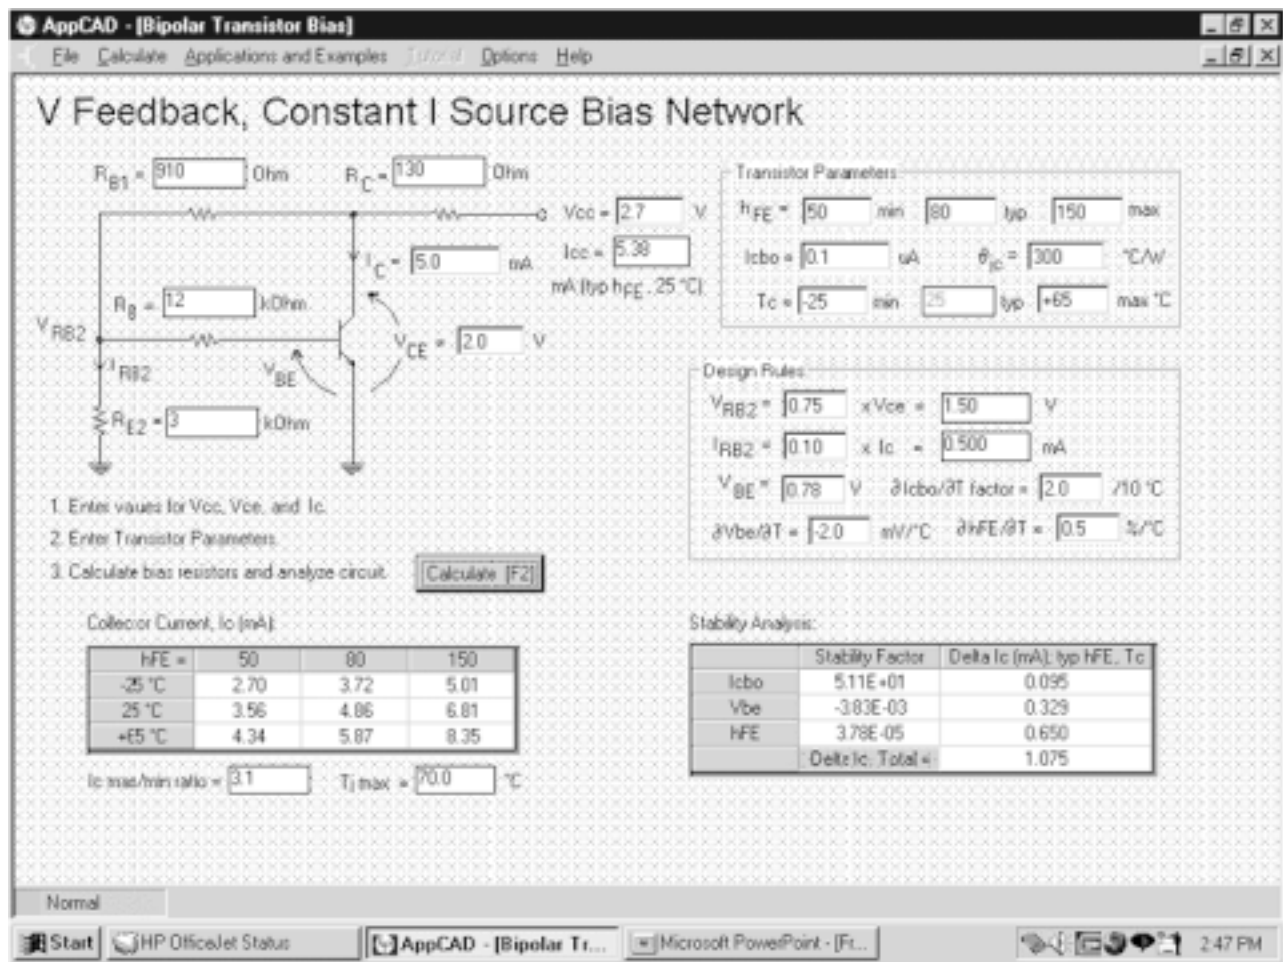 AppCAD - [Bipolar Transistor Bias]
File Calculate Applications and Examples Tutorial Options Help
V Feedback, Constant I Source Bias Network
RB1 = 910 Ohm RC = 130 Ohm
Vcc = 2.7 V
IC = 5.0 mA
Icc = 5.38
mA (typ hFE, 25 °C)
RB = 12 kOhm
VRB2
VCE = 2.0 V
IRB2
VBE
RE2 = 3 kOhm
Transistor Parameters
hFE = 50 min 80 typ 150 max
Icbo = 0.1 uA θjc = 300 °C/W
Tc = -25 min 25 typ +65 max °C
Design Rules
VRB2 = 0.75 x Vce = 1.50 V
IRB2 = 0.10 x Ic = 0.500 mA
VBE = 0.78 V ∂Icbo/∂T factor = 2.0 /10 °C
∂Vbe/∂T = -2.0 mV/°C ∂hFE/∂T = 0.5 %/°C
1. Enter values for Vcc, Vce, and Ic.
2. Enter Transistor Parameters
3. Calculate bias resistors and analyze circuit.
Calculate [F2]
Collector Current, Ic (mA):
hFE = 50 80 150
-25 °C 2.70 3.72 5.01
25 °C 3.56 4.86 6.81
+65 °C 4.34 5.87 8.35
Ic max/min ratio = 3.1 Tj max = 70.0 °C
Stability Analysis:
Stability Factor Delta Ic (mA); typ hFE, Tc
Icbo 5.11E+01 0.095
Vbe -3.83E-03 0.329
hFE 3.78E-05 0.650
Delta Ic, Total = 1.075
Normal
Start HP OfficeJet Status AppCAD - [Bipolar Tr... Microsoft PowerPoint - [Fr... 2:47 PM